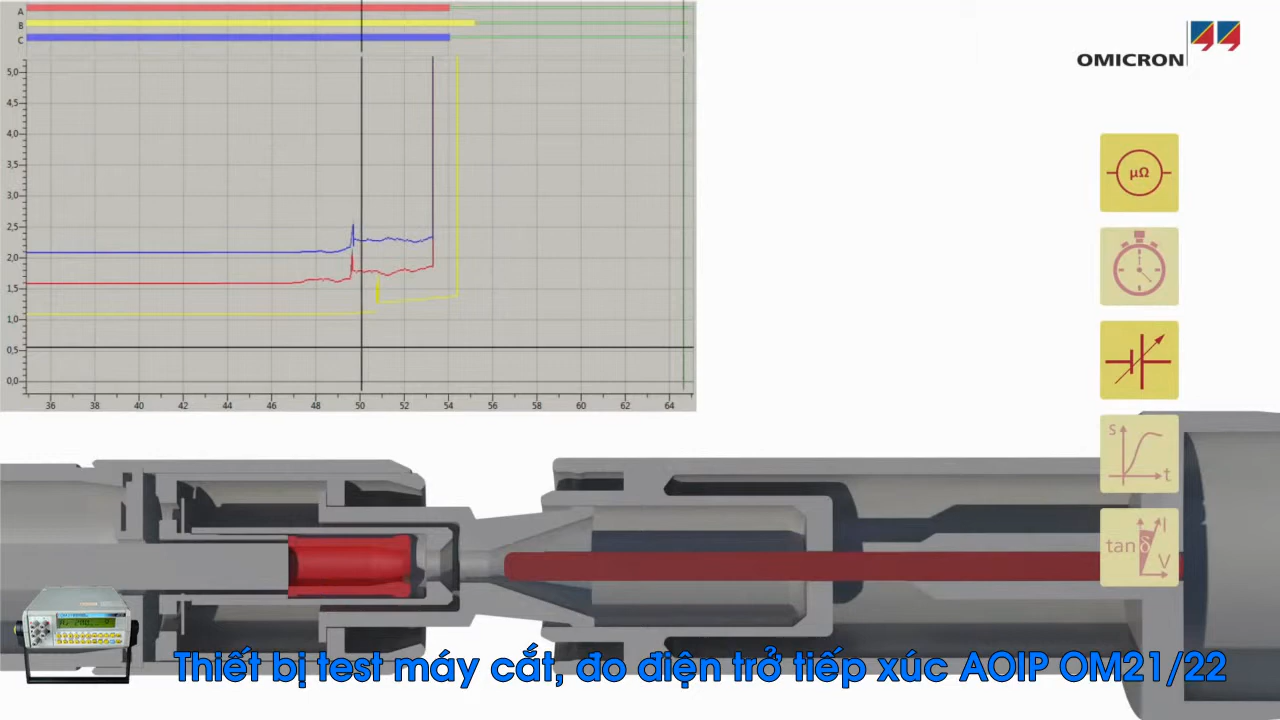 A
B
C
5,0
4,5
4,0
3,5
3,0
2,5
2,0
1,5
1,0
0,5
0,0
36 38 40 42 44 46 48 50 52 54 56 58 60 62 64
OMICRON
μΩ
S
t
tan δ
I
V
Thiết bị test máy cắt, đo điện trở tiếp xúc AOIP OM21/22